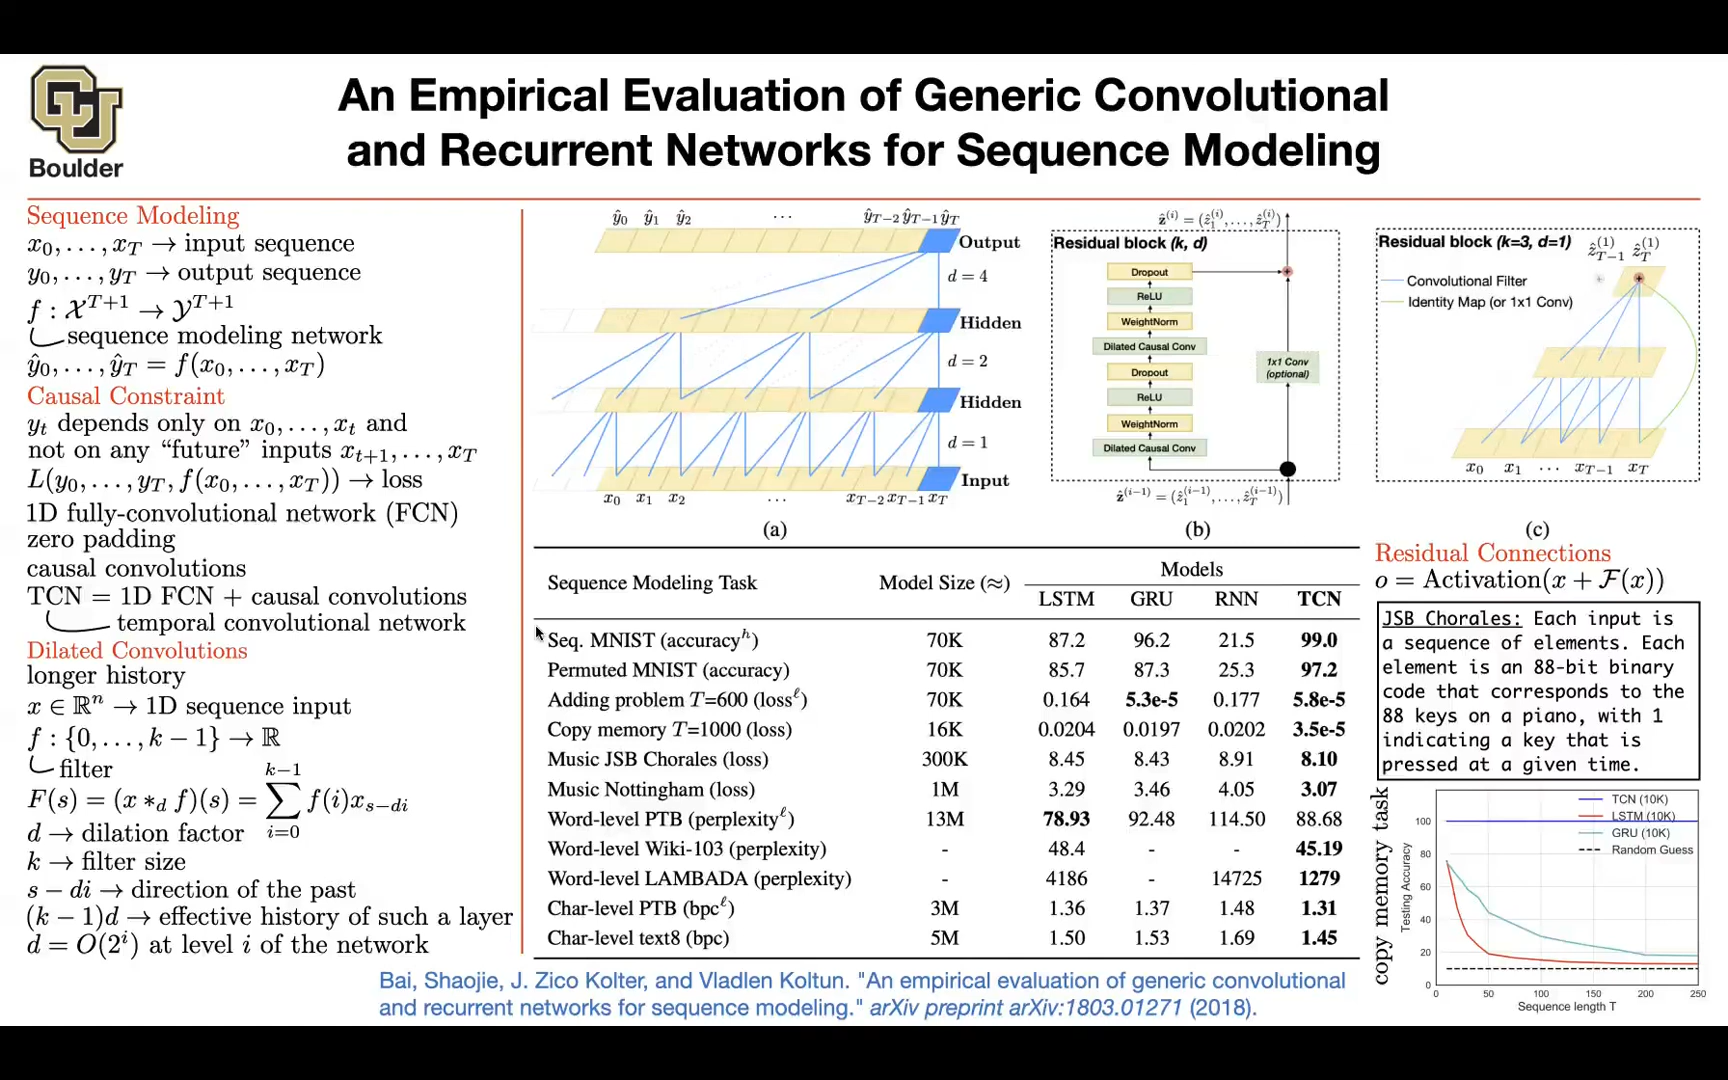 An Empirical Evaluation of Generic Convolutional
and Recurrent Networks for Sequence Modeling
CU
Boulder
Sequence Modeling
x₀, . . . , x_T → input sequence
y₀, . . . , y_T → output sequence
f : 𝒳^{T+1} → 𝒴^{T+1}
sequence modeling network
ŷ₀, . . . , ŷ_T = f(x₀, . . . , x_T)
Causal Constraint
y_t depends only on x₀, . . . , x_t and
not on any “future” inputs x_{t+1}, . . . , x_T
L(y₀, . . . , y_T, f(x₀, . . . , x_T)) → loss
1D fully-convolutional network (FCN)
zero padding
causal convolutions
TCN = 1D FCN + causal convolutions
temporal convolutional network
Dilated Convolutions
longer history
x ∈ ℝⁿ → 1D sequence input
f : {0, . . . , k − 1} → ℝ
filter
F(s) = (x *_d f)(s) = ∑_{i=0}^{k−1} f(i)x_{s−di}
d → dilation factor
k → filter size
s − di → direction of the past
(k − 1)d → effective history of such a layer
d = O(2^i) at level i of the network
ŷ₀ ŷ₁ ŷ₂ ... ŷ_{T−2} ŷ_{T−1} ŷ_T
Output
d = 4
Hidden
d = 2
Hidden
d = 1
Input
x₀ x₁ x₂ ... x_{T−2} x_{T−1} x_T
(a)
ẑ^{(i)} = (ẑ₁^{(i)}, . . . , ẑ_T^{(i)})
Residual block (k, d)
+
Dropout
ReLU
WeightNorm
Dilated Causal Conv
Dropout
ReLU
WeightNorm
Dilated Causal Conv
1x1 Conv
(optional)
ẑ^{(i−1)} = (ẑ₁^{(i−1)}, . . . , ẑ_T^{(i−1)})
(b)
Residual block (k=3, d=1)
ẑ_{T−1}^{(1)} ẑ_T^{(1)}
+ +
Convolutional Filter
Identity Map (or 1x1 Conv)
x₀ x₁ ... x_{T−1} x_T
(c)
Sequence Modeling Task Model Size (≈) Models
LSTM GRU RNN TCN
Seq. MNIST (accuracy^h) 70K 87.2 96.2 21.5 99.0
Permuted MNIST (accuracy) 70K 85.7 87.3 25.3 97.2
Adding problem T=600 (loss^ℓ) 70K 0.164 5.3e-5 0.177 5.8e-5
Copy memory T=1000 (loss) 16K 0.0204 0.0197 0.0202 3.5e-5
Music JSB Chorales (loss) 300K 8.45 8.43 8.91 8.10
Music Nottingham (loss) 1M 3.29 3.46 4.05 3.07
Word-level PTB (perplexity^ℓ) 13M 78.93 92.48 114.50 88.68
Word-level Wiki-103 (perplexity) - 48.4 - - 45.19
Word-level LAMBADA (perplexity) - 4186 - 14725 1279
Char-level PTB (bpc^ℓ) 3M 1.36 1.37 1.48 1.31
Char-level text8 (bpc) 5M 1.50 1.53 1.69 1.45
Residual Connections
o = Activation(x + ℱ(x))
JSB Chorales: Each input is
a sequence of elements. Each
element is an 88-bit binary
code that corresponds to the
88 keys on a piano, with 1
indicating a key that is
pressed at a given time.
copy memory task
Testing Accuracy
100
80
60
40
20
0
TCN (10K)
LSTM (10K)
GRU (10K)
Random Guess
0 50 100 150 200 250
Sequence length T
Bai, Shaojie, J. Zico Kolter, and Vladlen Koltun. "An empirical evaluation of generic convolutional
and recurrent networks for sequence modeling." arXiv preprint arXiv:1803.01271 (2018).